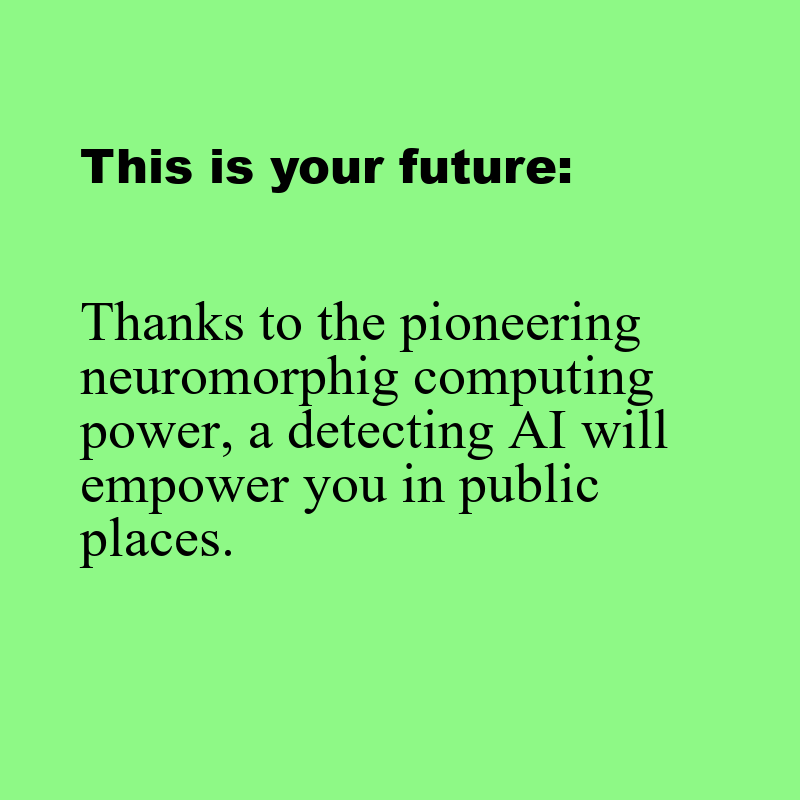 This is your future:
Thanks to the pioneering
neuromorphig computing
power, a detecting AI will
empower you in public
places.